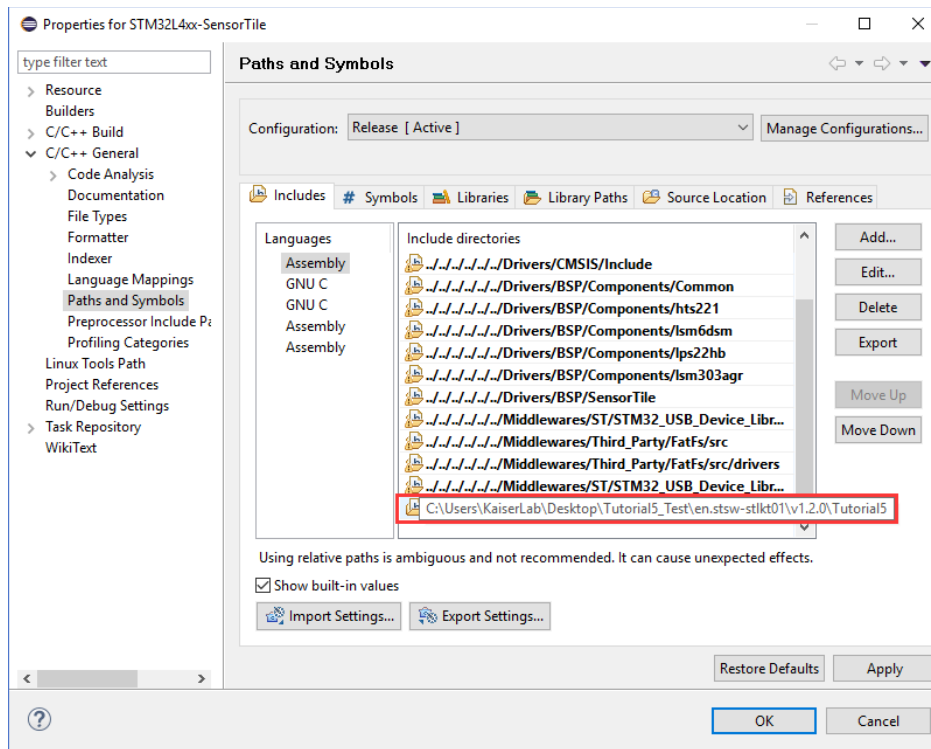 Properties for STM32L4xx-SensorTile
type filter text
Resource
Builders
C/C++ Build
C/C++ General
Code Analysis
Documentation
File Types
Formatter
Indexer
Language Mappings
Paths and Symbols
Preprocessor Include Pa
Profiling Categories
Linux Tools Path
Project References
Run/Debug Settings
Task Repository
WikiText
Paths and Symbols
Configuration: Release [ Active ] Manage Configurations...
Includes # Symbols Libraries Library Paths Source Location References
Languages
Assembly
GNU C
GNU C
Assembly
Assembly
Include directories
../../../../../../Drivers/CMSIS/Include
../../../../../../Drivers/BSP/Components/Common
../../../../../../Drivers/BSP/Components/hts221
../../../../../../Drivers/BSP/Components/lsm6dsm
../../../../../../Drivers/BSP/Components/lps22hb
../../../../../../Drivers/BSP/Components/lsm303agr
../../../../../../Drivers/BSP/SensorTile
../../../../../../Middlewares/ST/STM32_USB_Device_Libr...
../../../../../../Middlewares/Third_Party/FatFs/src
../../../../../../Middlewares/Third_Party/FatFs/src/drivers
../../../../../../Middlewares/ST/STM32_USB_Device_Libr...
C:\Users\KaiserLab\Desktop\Tutorial5_Test\en.stsw-stlkt01\v1.2.0\Tutorial5
Add...
Edit...
Delete
Export
Move Up
Move Down
Using relative paths is ambiguous and not recommended. It can cause unexpected effects.
Show built-in values
Import Settings... Export Settings...
Restore Defaults Apply
? OK Cancel